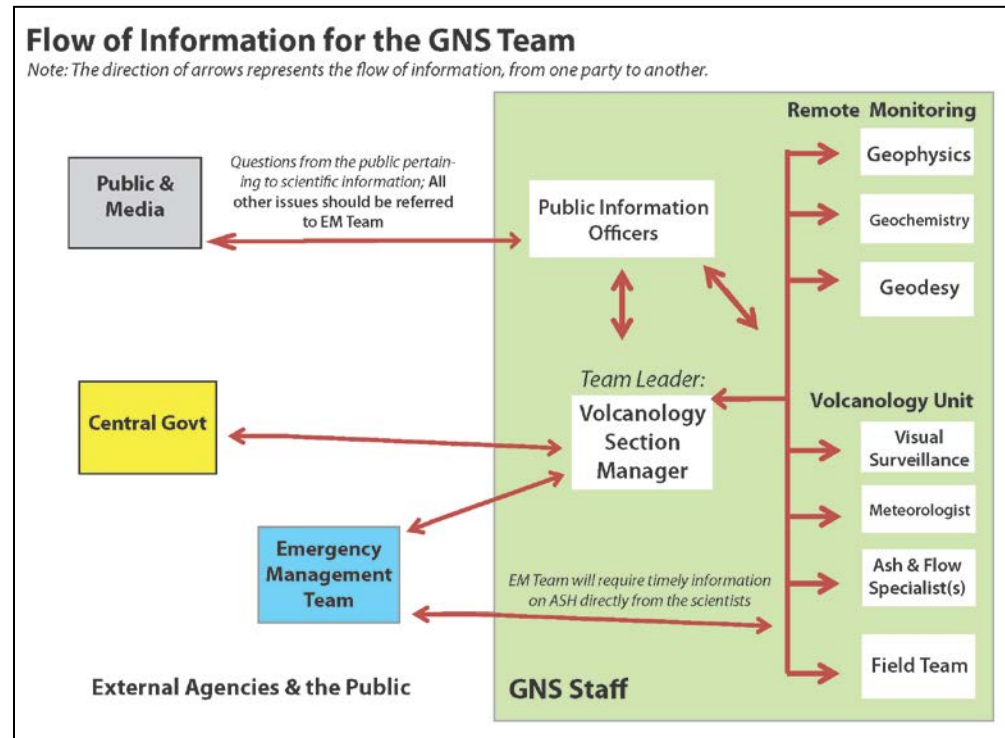 Flow of Information for the GNS Team
Note: The direction of arrows represents the flow of information, from one party to another.
Public &
Media
Questions from the public pertain-
ing to scientific information; All
other issues should be referred
to EM Team
Public Information
Officers
Remote Monitoring
Geophysics
Geochemistry
Geodesy
Central Govt
Team Leader:
Volcanology
Section
Manager
Volcanology Unit
Visual
Surveillance
Meteorologist
Ash & Flow
Specialist(s)
Field Team
Emergency
Management
Team
EM Team will require timely information
on ASH directly from the scientists
External Agencies & the Public
GNS Staff